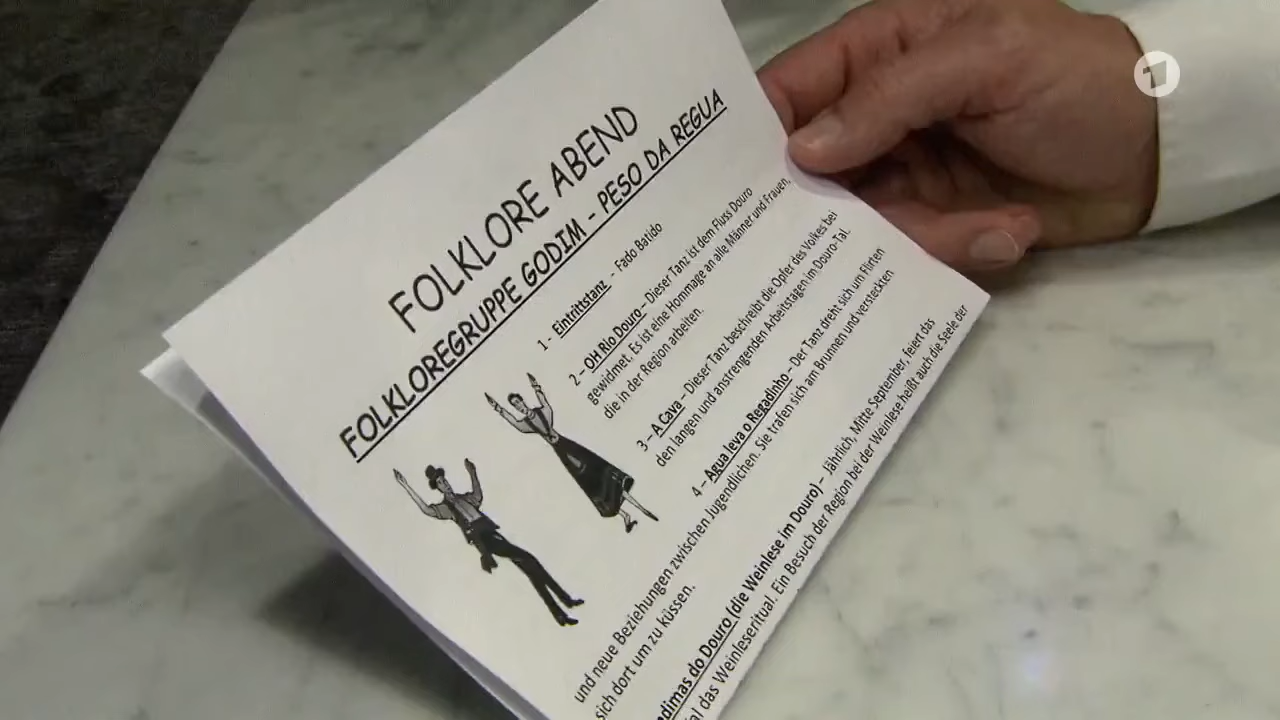 FOLKLORE ABEND
FOLKLOREGRUPPE GODIM - PESO DA REGUA
1- Eintrittstanz - Fado Batido
2 – OH Rio Douro – Dieser Tanz ist dem Fluss Douro
gewidmet. Es ist eine Hommage an alle Männer und Frauen,
die in der Region arbeiten.
3 – A Cava – Dieser Tanz beschreibt die Opfer des Volkes bei
den langen und anstrengenden Arbeitstagen im Douro-Tal.
4 – Agua leva o Regadinho – Der Tanz dreht sich um Flirten
und neue Beziehungen zwischen Jugendlichen. Sie trafen sich am Brunnen und versteckten
sich dort um zu küssen.
do Douro (die Weinlese im Douro) – Jährlich, Mitte September, feiert das
das Weinleseritual. Ein Besuch der Region bei der Weinlese heißt auch die Seele der
1